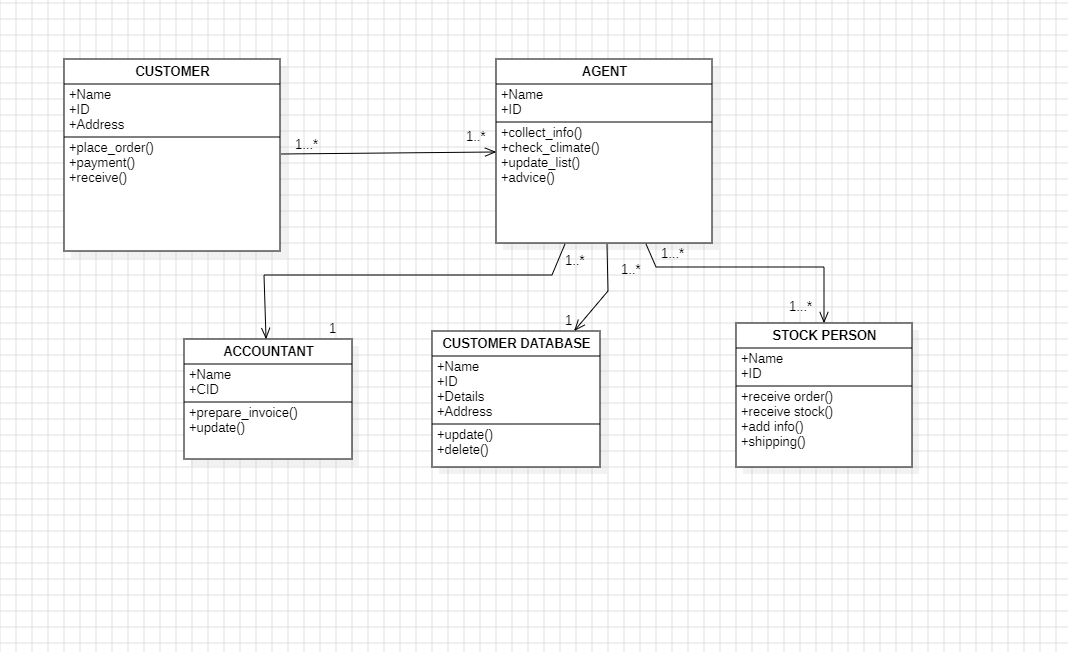 CUSTOMER
+Name
+ID
+Address
+place_order()
+payment()
+receive()
1...*
1..*
AGENT
+Name
+ID
+collect_info()
+check_climate()
+update_list()
+advice()
1..*
1..*
1...*
1
1
1...*
ACCOUNTANT
+Name
+CID
+prepare_invoice()
+update()
CUSTOMER DATABASE
+Name
+ID
+Details
+Address
+update()
+delete()
STOCK PERSON
+Name
+ID
+receive order()
+receive stock()
+add info()
+shipping()